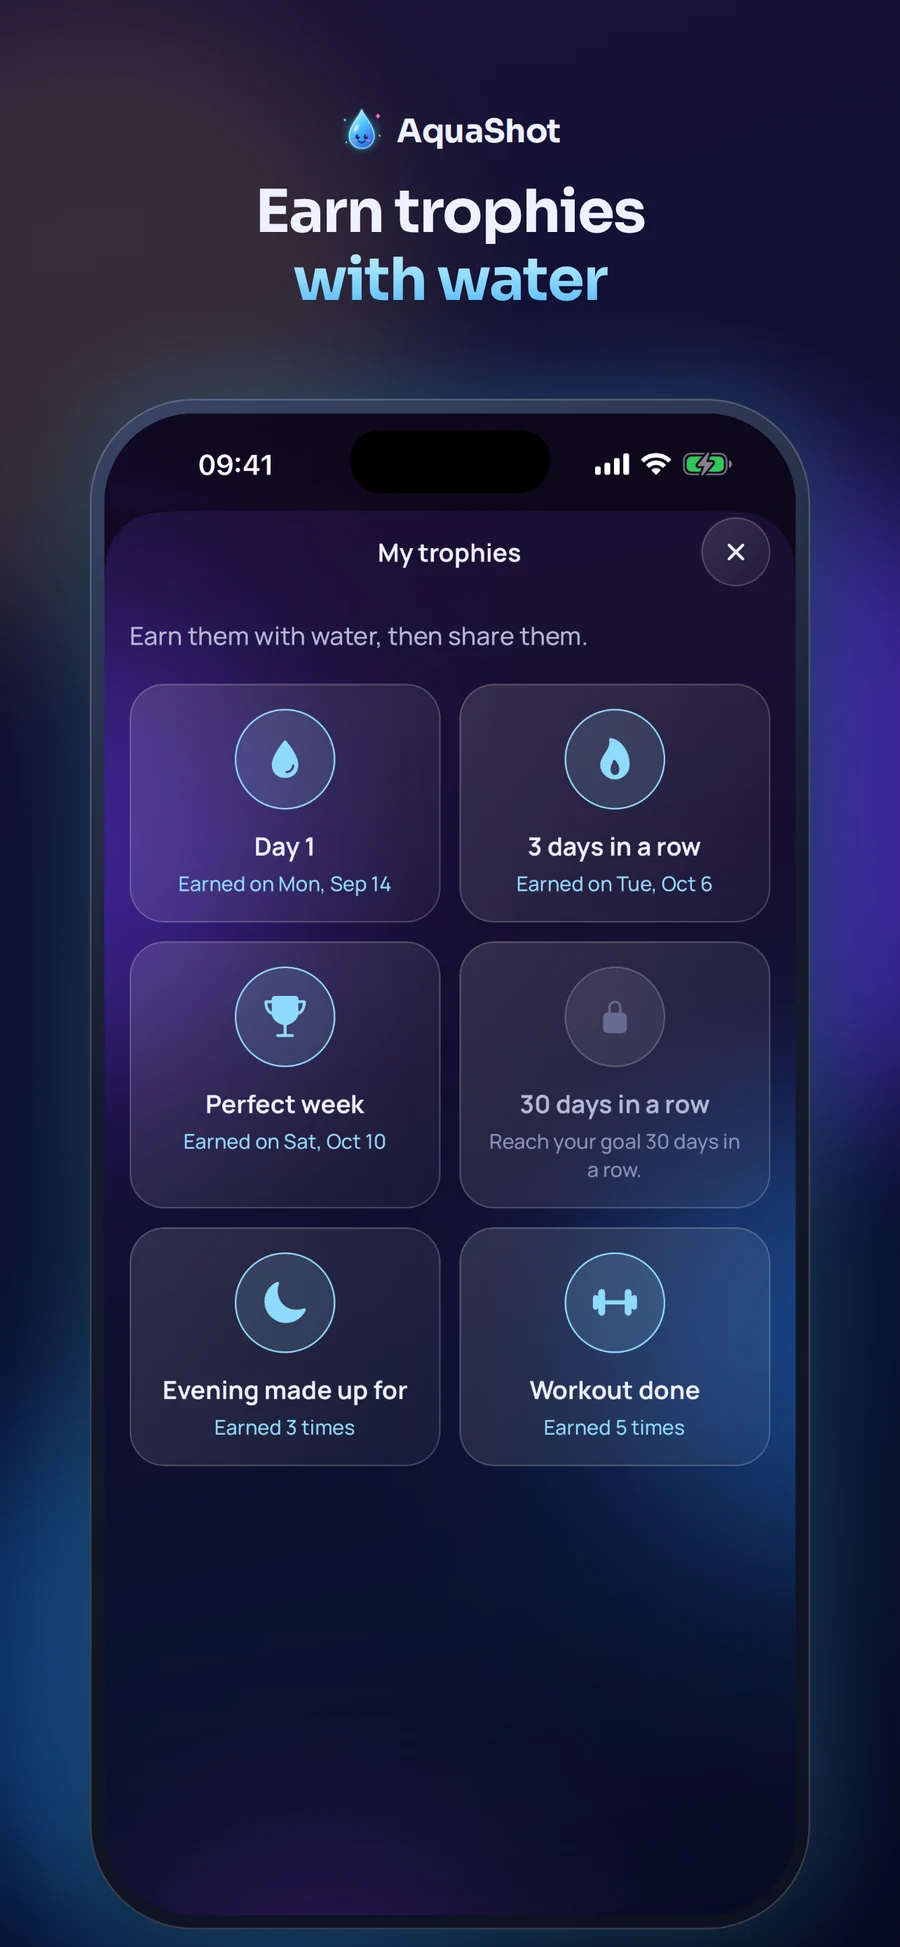 AquaShot
Earn trophies
with water
09:41
My trophies
Earn them with water, then share them.
Day 1
Earned on Mon, Sep 14
3 days in a row
Earned on Tue, Oct 6
Perfect week
Earned on Sat, Oct 10
30 days in a row
Reach your goal 30 days in
a row.
Evening made up for
Earned 3 times
Workout done
Earned 5 times